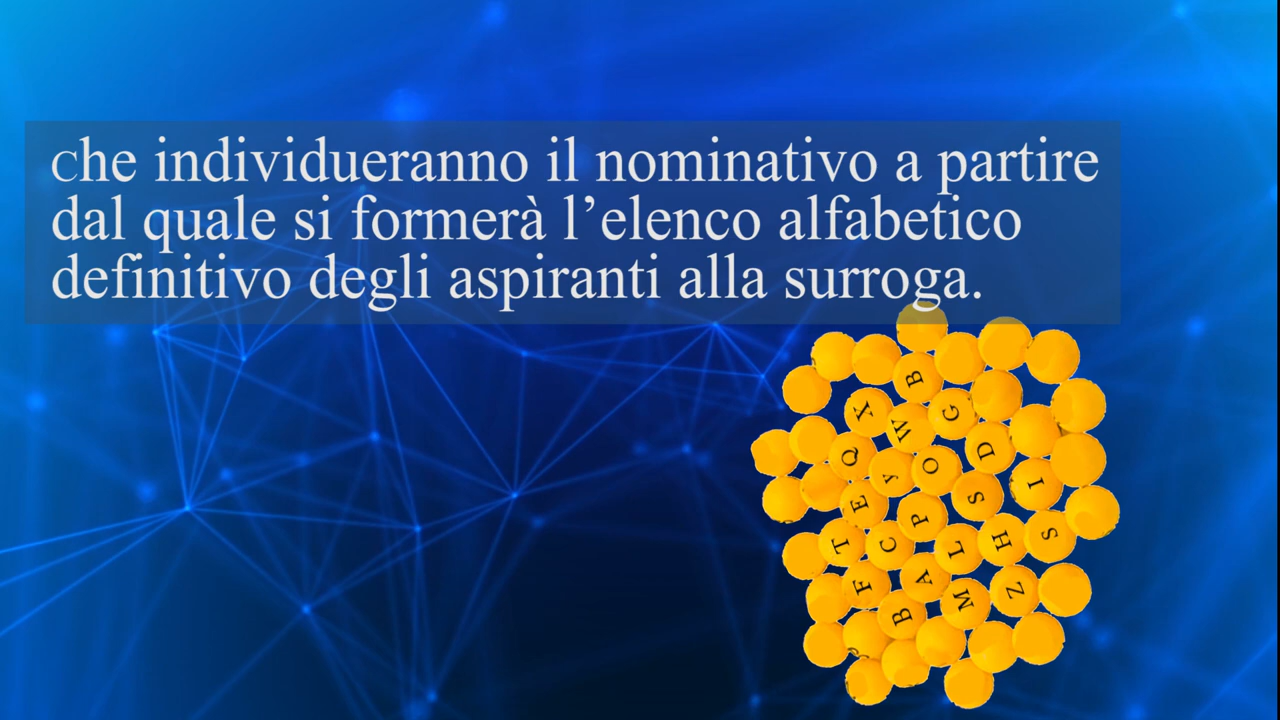 che individueranno il nominativo a partire
dal quale si formerà l’elenco alfabetico
definitivo degli aspiranti alla surroga.
B
X
W
G
Q
y
O
D
E
P
S
I
T
C
L
H
S
F
A
M
Z
B